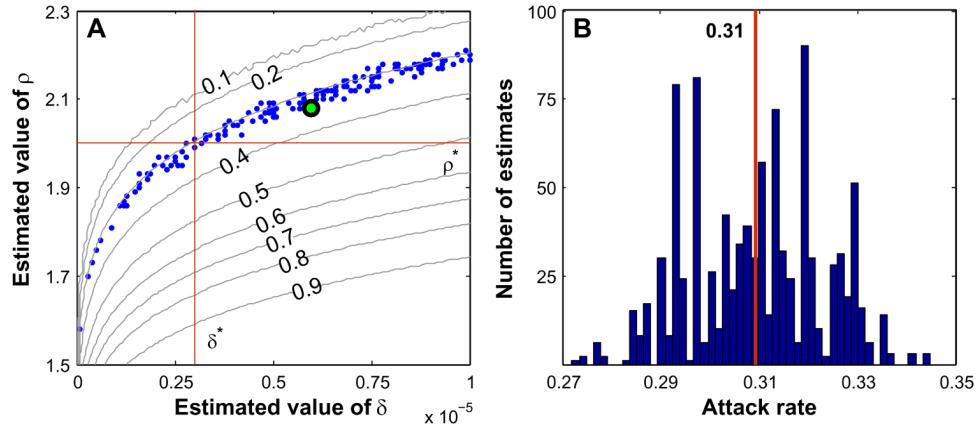 A
2.3
2.1
1.9
1.7
1.5
Estimated value of ρ
0.1
0.2
0.4
0.5
0.6
0.7
0.8
0.9
ρ*
δ*
0 0.25 0.5 0.75 1
Estimated value of δ
x 10⁻⁵
B
0.31
100
75
50
25
Number of estimates
0.27 0.29 0.31 0.33 0.35
Attack rate